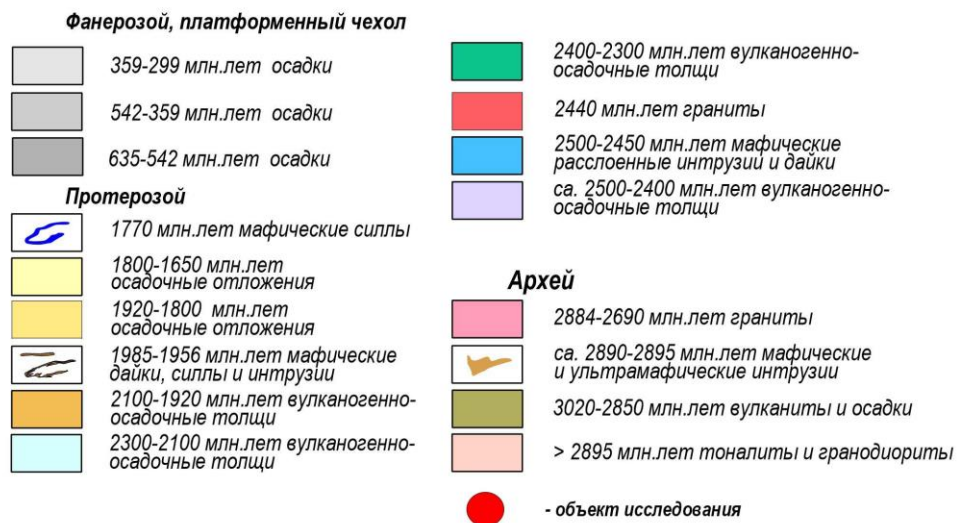 Фанерозой, платформенный чехол
359-299 млн.лет осадки
542-359 млн.лет осадки
635-542 млн.лет осадки
Протерозой
1770 млн.лет мафические силлы
1800-1650 млн.лет
осадочные отложения
1920-1800 млн.лет
осадочные отложения
1985-1956 млн.лет мафические
дайки, силлы и интрузии
2100-1920 млн.лет вулканогенно-
осадочные толщи
2300-2100 млн.лет вулканогенно-
осадочные толщи
2400-2300 млн.лет вулканогенно-
осадочные толщи
2440 млн.лет граниты
2500-2450 млн.лет мафические
расслоенные интрузии и дайки
ca. 2500-2400 млн.лет вулканогенно-
осадочные толщи
Архей
2884-2690 млн.лет граниты
ca. 2890-2895 млн.лет мафические
и ультрамафические интрузии
3020-2850 млн.лет вулканиты и осадки
> 2895 млн.лет тоналиты и гранодиориты
- объект исследования